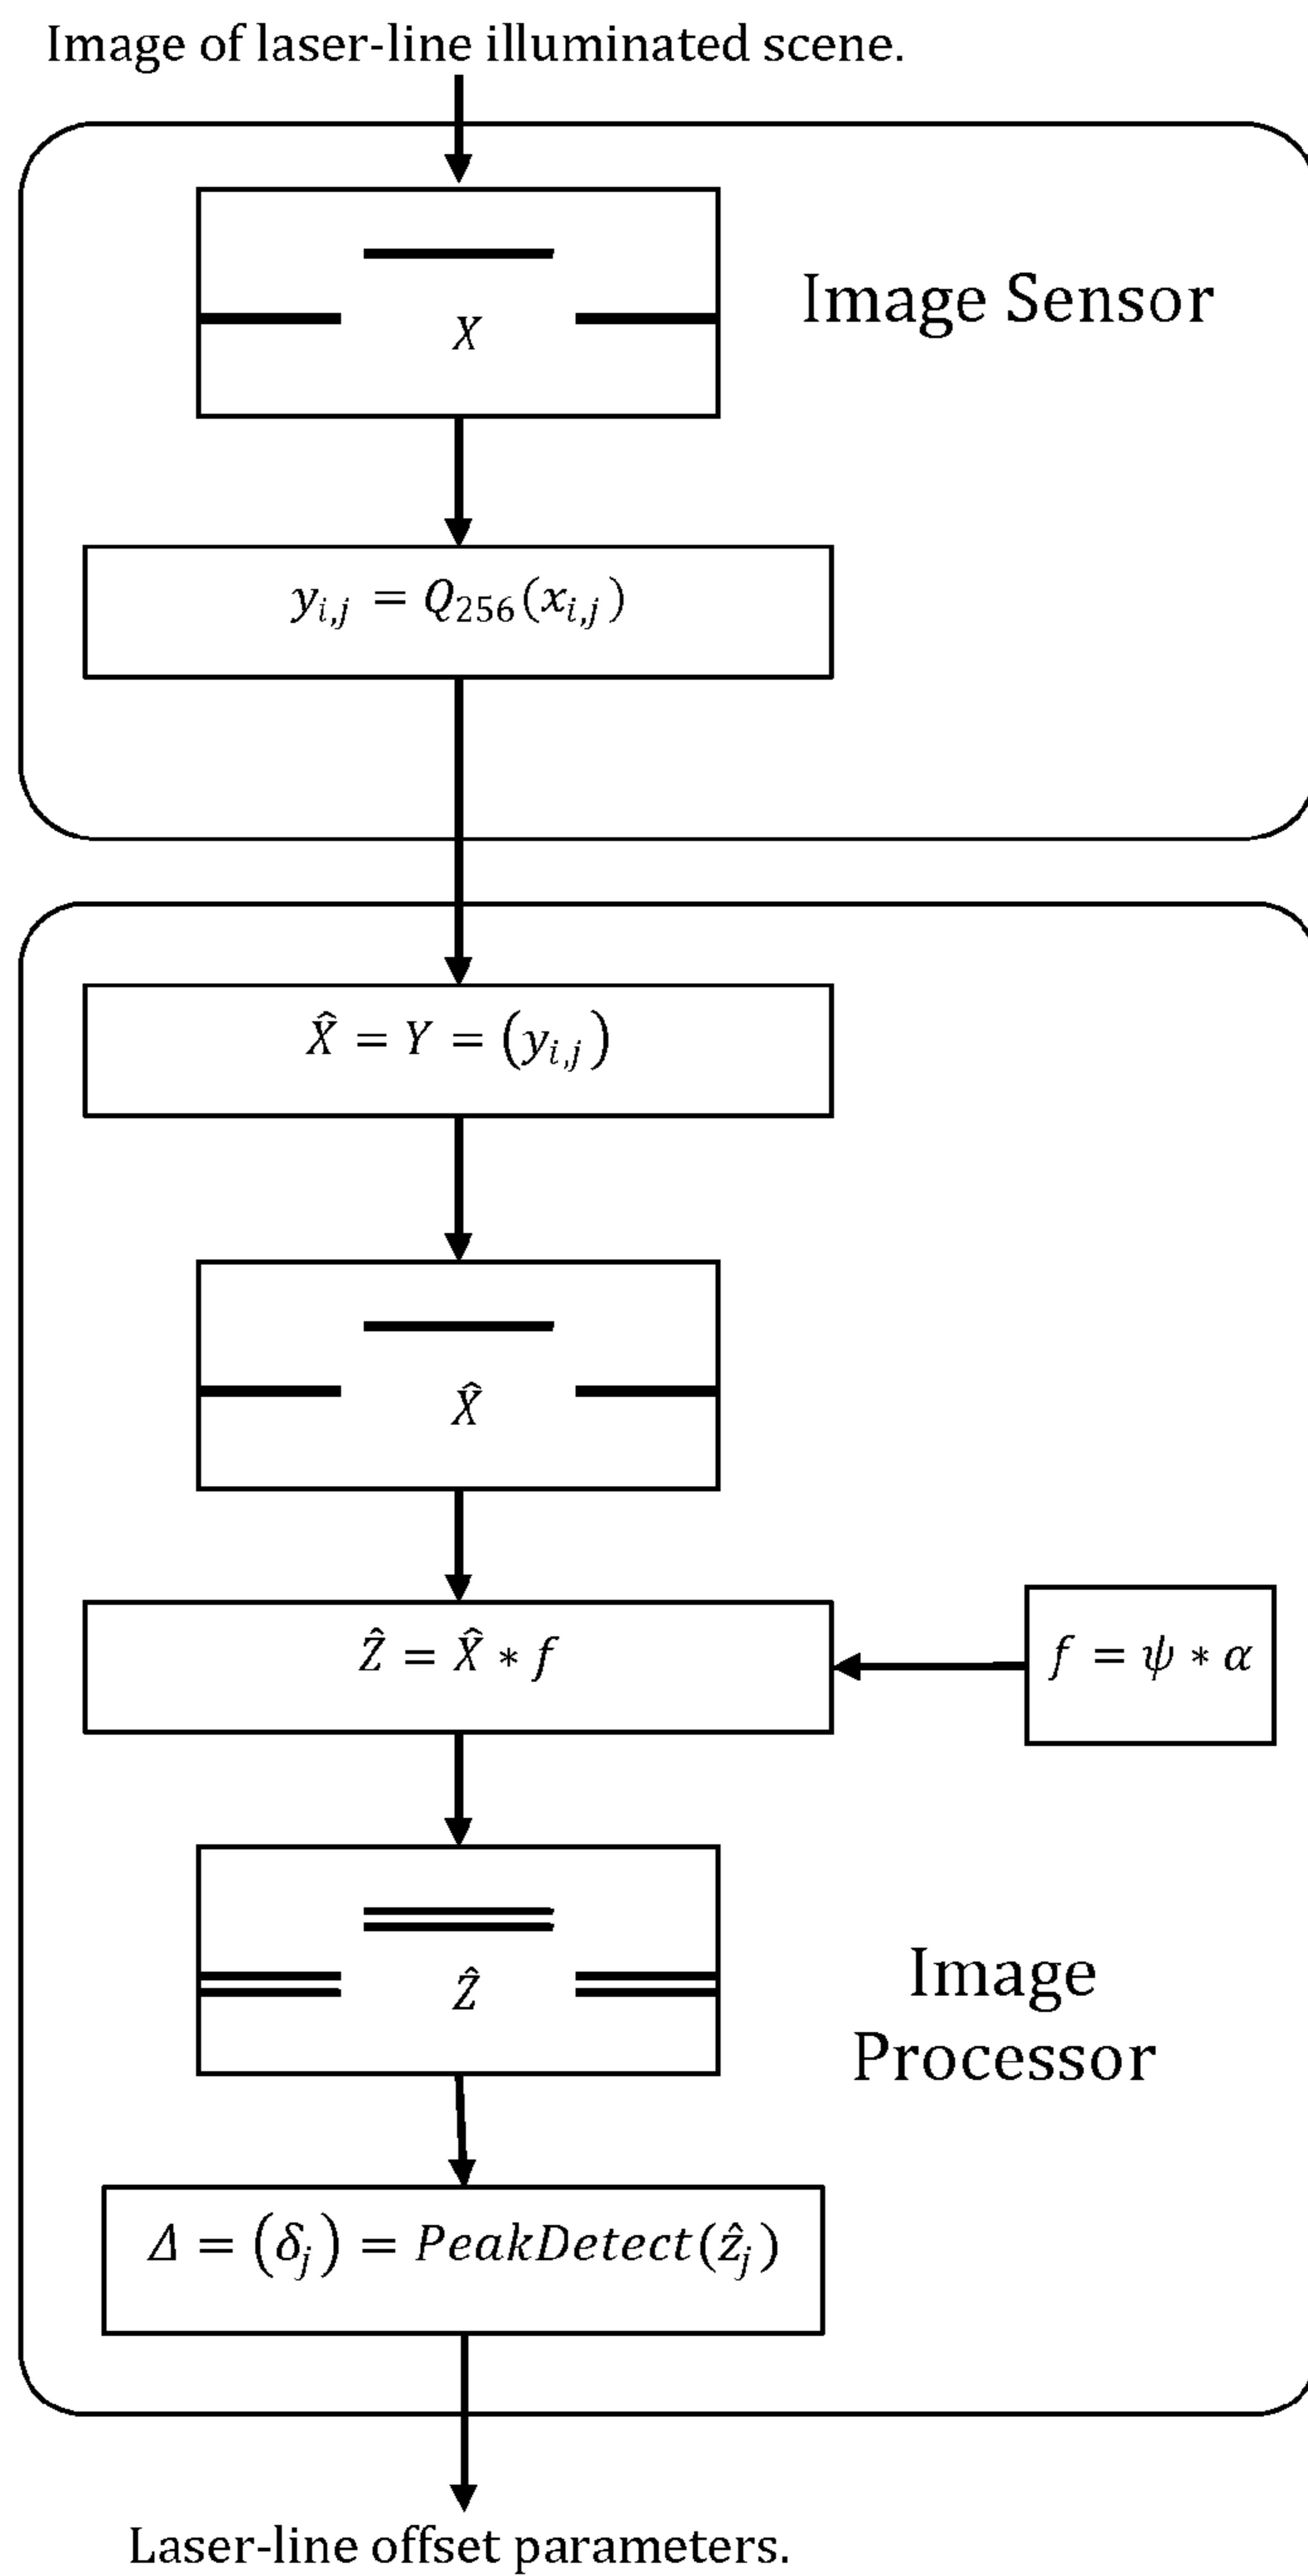 Image of laser-line illuminated scene.
X
Image Sensor
y_{i,j} = Q_{256}(x_{i,j})
X̂ = Y = (y_{i,j})
X̂
Ẑ = X̂ * f
f = ψ * α
Ẑ
Image
Processor
Δ = (δ_j) = PeakDetect(ẑ_j)
Laser-line offset parameters.